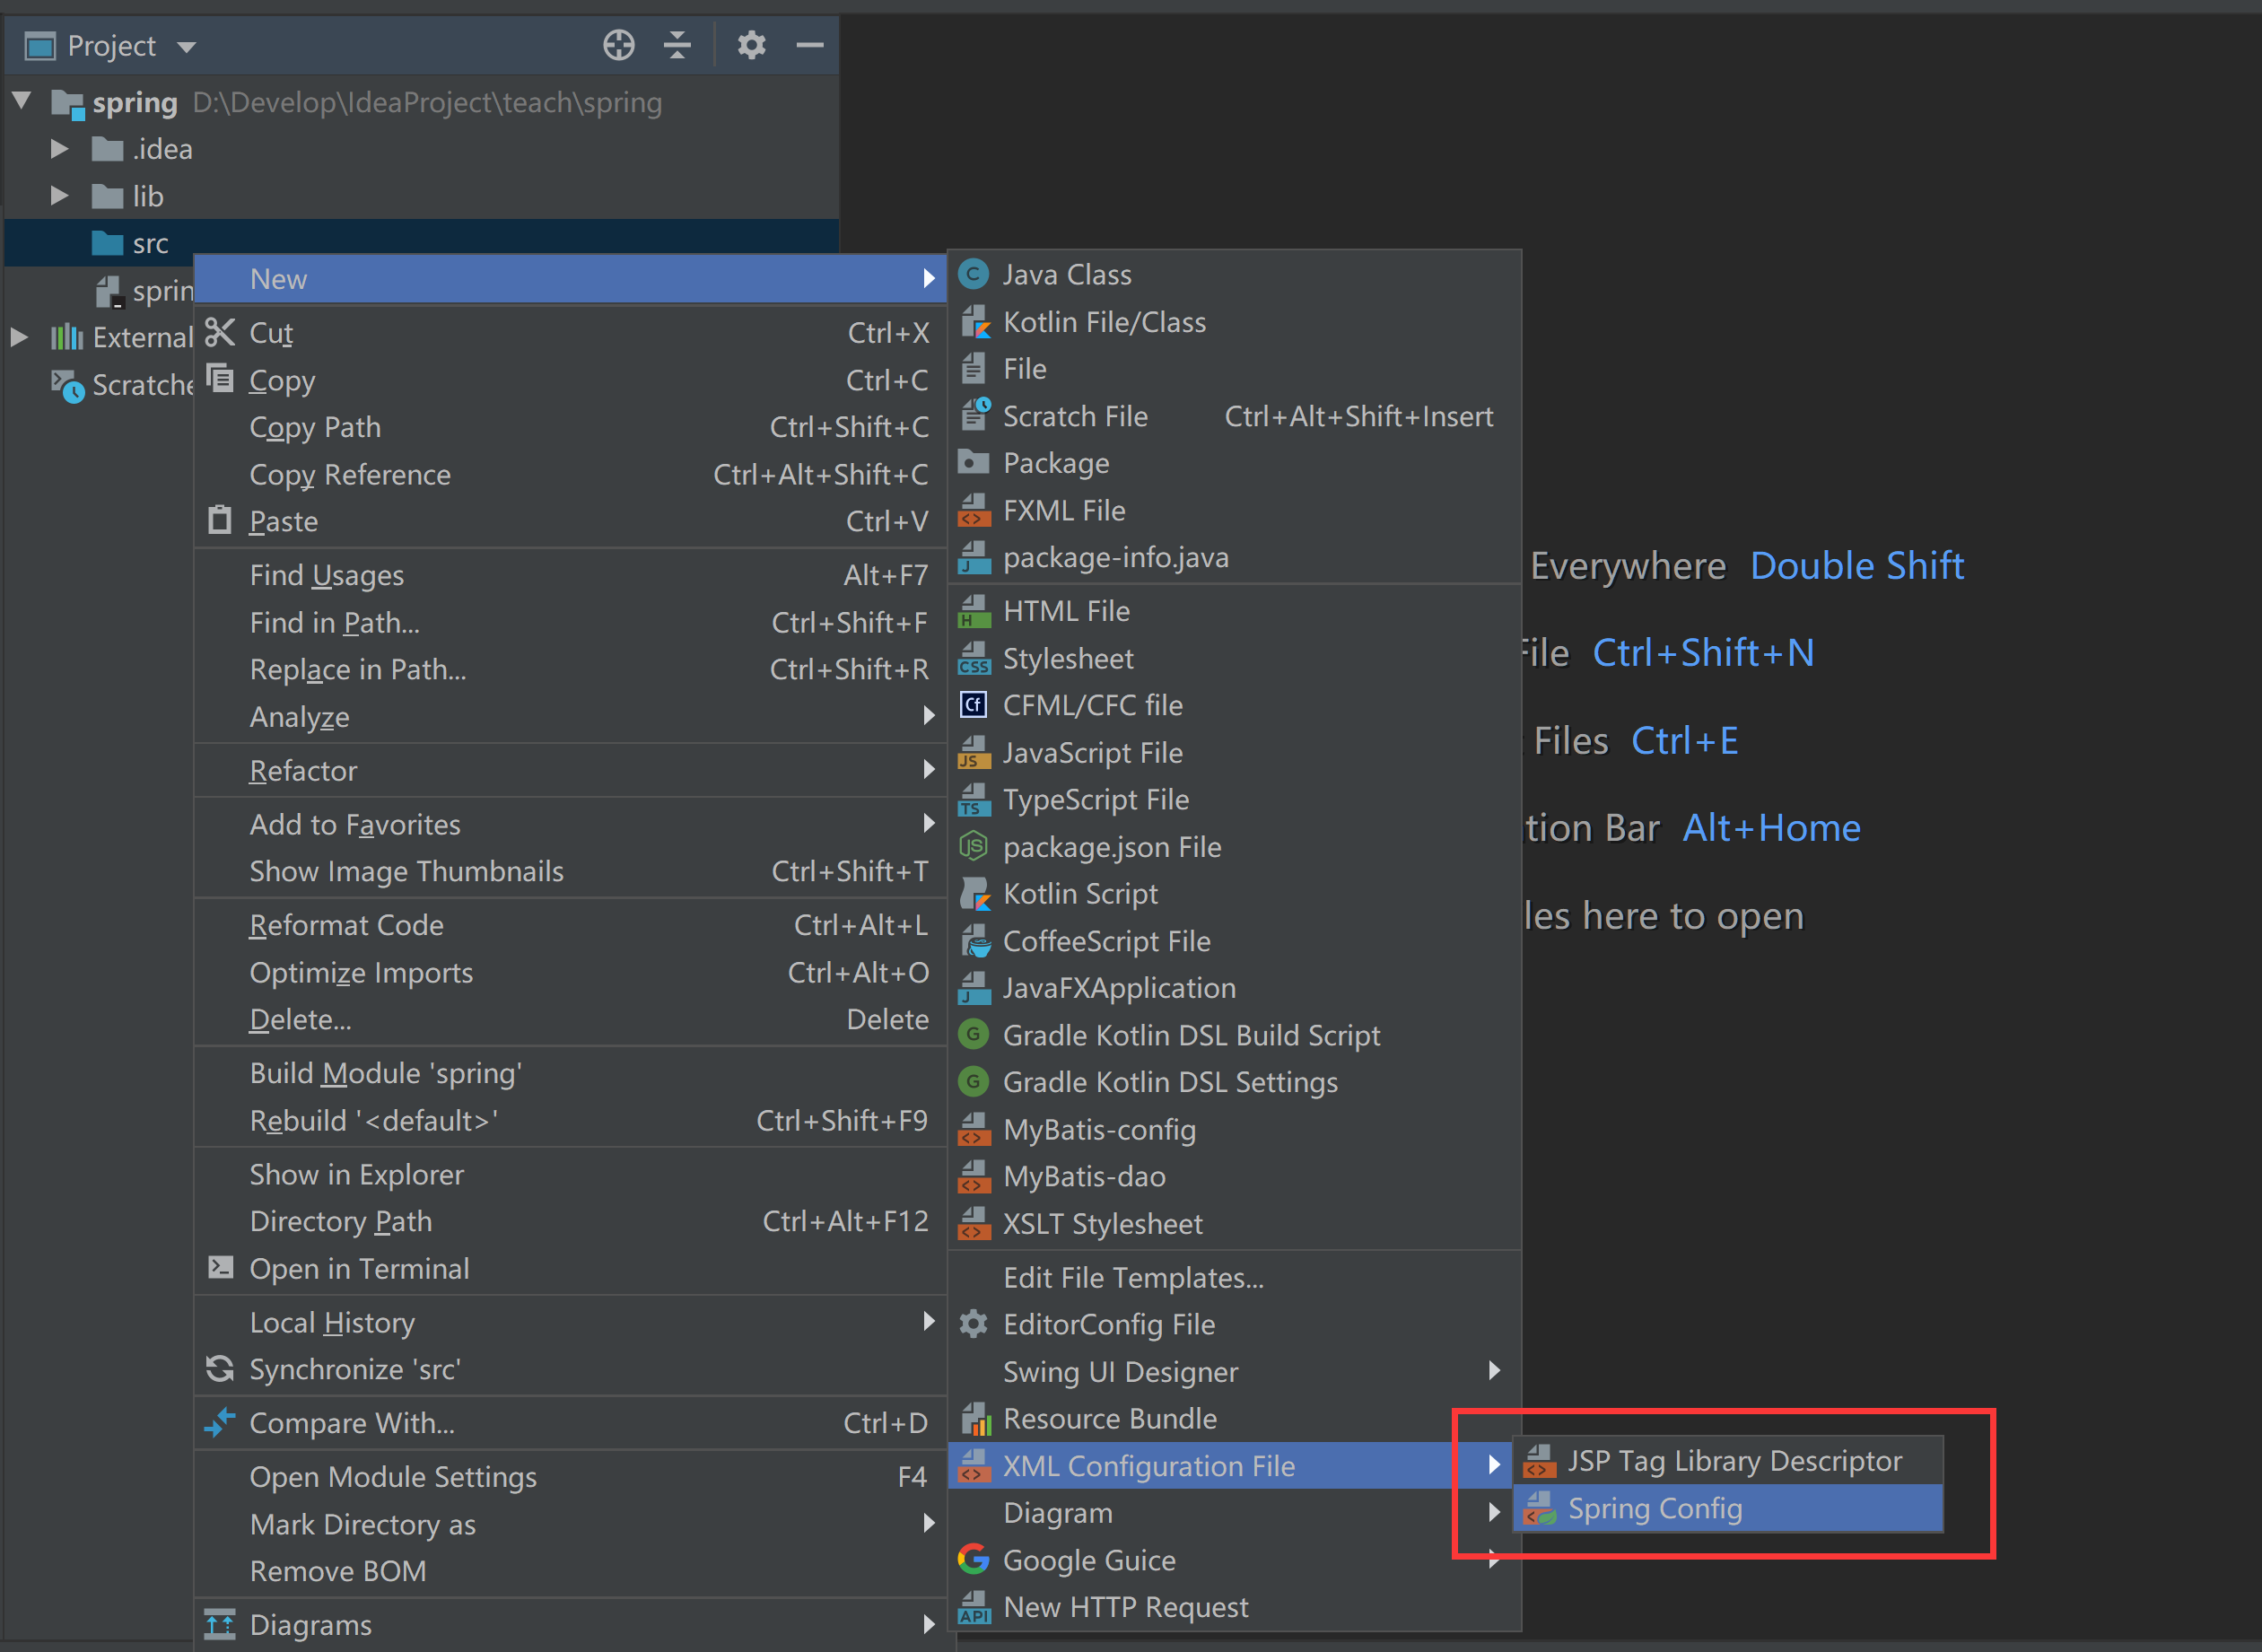 Project
spring D:\Develop\IdeaProject\teach\spring
.idea
lib
src
New
Cut Ctrl+X
Copy Ctrl+C
Copy Path Ctrl+Shift+C
Copy Reference Ctrl+Alt+Shift+C
Paste Ctrl+V
Find Usages Alt+F7
Find in Path... Ctrl+Shift+F
Replace in Path... Ctrl+Shift+R
Analyze
Refactor
Add to Favorites
Show Image Thumbnails Ctrl+Shift+T
Reformat Code Ctrl+Alt+L
Optimize Imports Ctrl+Alt+O
Delete... Delete
Build Module 'spring'
Rebuild '<default>' Ctrl+Shift+F9
Show in Explorer
Directory Path Ctrl+Alt+F12
Open in Terminal
Local History
Synchronize 'src'
Compare With... Ctrl+D
Open Module Settings F4
Mark Directory as
Remove BOM
Diagrams
sprin
External
Scratche
Java Class
Kotlin File/Class
File
Scratch File Ctrl+Alt+Shift+Insert
Package
FXML File
package-info.java
HTML File
Stylesheet
CFML/CFC file
JavaScript File
TypeScript File
package.json File
Kotlin Script
CoffeeScript File
JavaFXApplication
Gradle Kotlin DSL Build Script
Gradle Kotlin DSL Settings
MyBatis-config
MyBatis-dao
XSLT Stylesheet
Edit File Templates...
EditorConfig File
Swing UI Designer
Resource Bundle
XML Configuration File
Diagram
Google Guice
New HTTP Request
JSP Tag Library Descriptor
Spring Config
Everywhere Double Shift
File Ctrl+Shift+N
Files Ctrl+E
tion Bar Alt+Home
les here to open